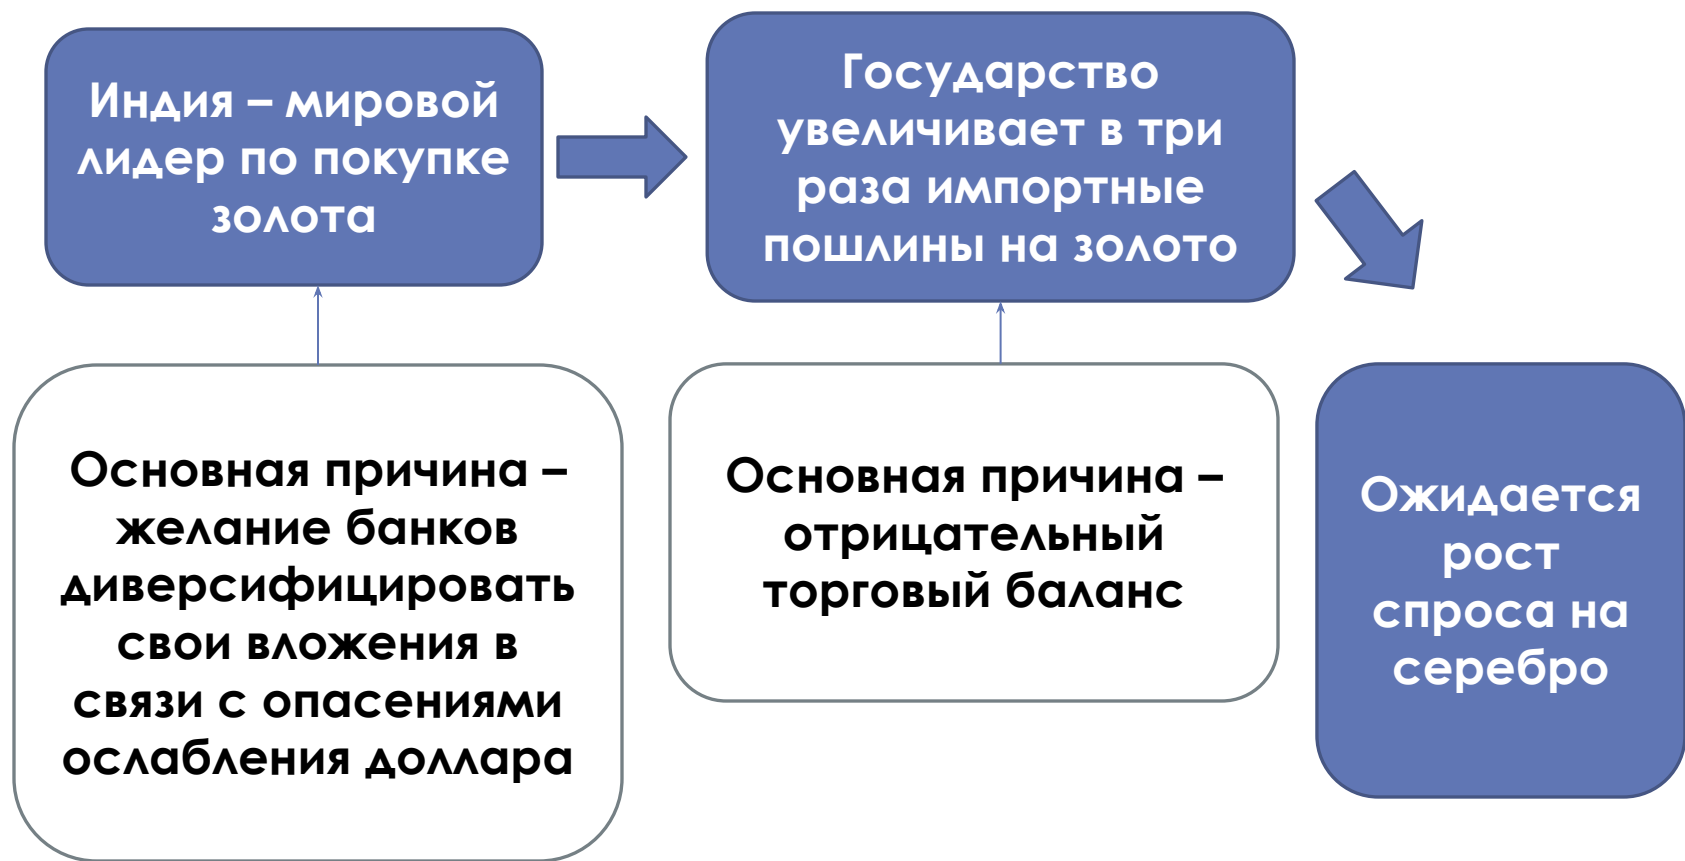 Индия – мировой
лидер по покупке
золота
Государство
увеличивает в три
раза импортные
пошлины на золото
Основная причина –
желание банков
диверсифицировать
свои вложения в
связи с опасениями
ослабления доллара
Основная причина –
отрицательный
торговый баланс
Ожидается
рост
спроса на
серебро